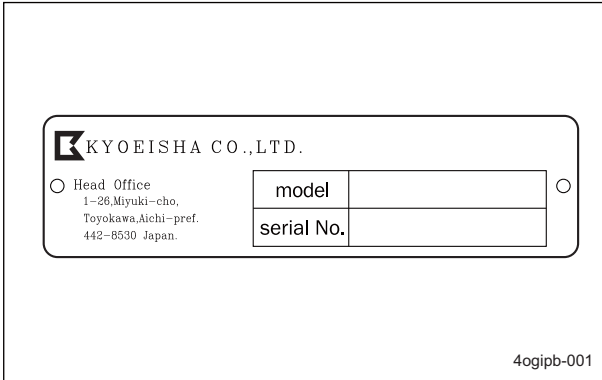 KYOEISHA CO.,LTD.
Head Office
1-26,Miyuki-cho,
Toyokawa,Aichi-pref.
442-8530 Japan.
model
serial No.
4ogipb-001